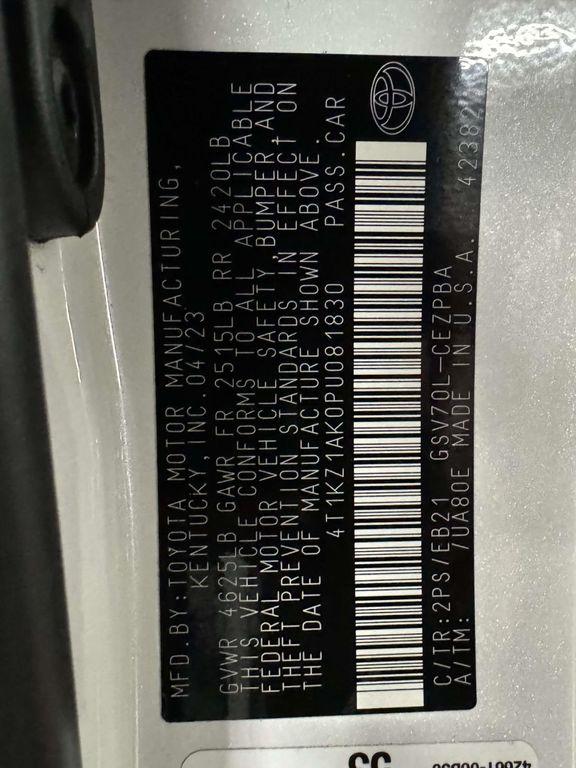 MFD.BY:TOYOTA MOTOR MANUFACTURING,
KENTUCKY, INC.04/23
GVWR 4625LB GAWR FR 2515LB RR 2420LB
THIS VEHICLE CONFORMS TO ALL APPLICABLE
FEDERAL MOTOR VEHICLE SAFETY, BUMPER AND
THEFT PREVENTION STANDARDS IN EFFECT ON
THE DATE OF MANUFACTURE SHOWN ABOVE.
4T1KZ1AK0PU081830 PASS.CAR
C/TR:2PS/EB21 GSV70L-CEZPBA
A/TM: 7UA80E MADE IN U.S.A.